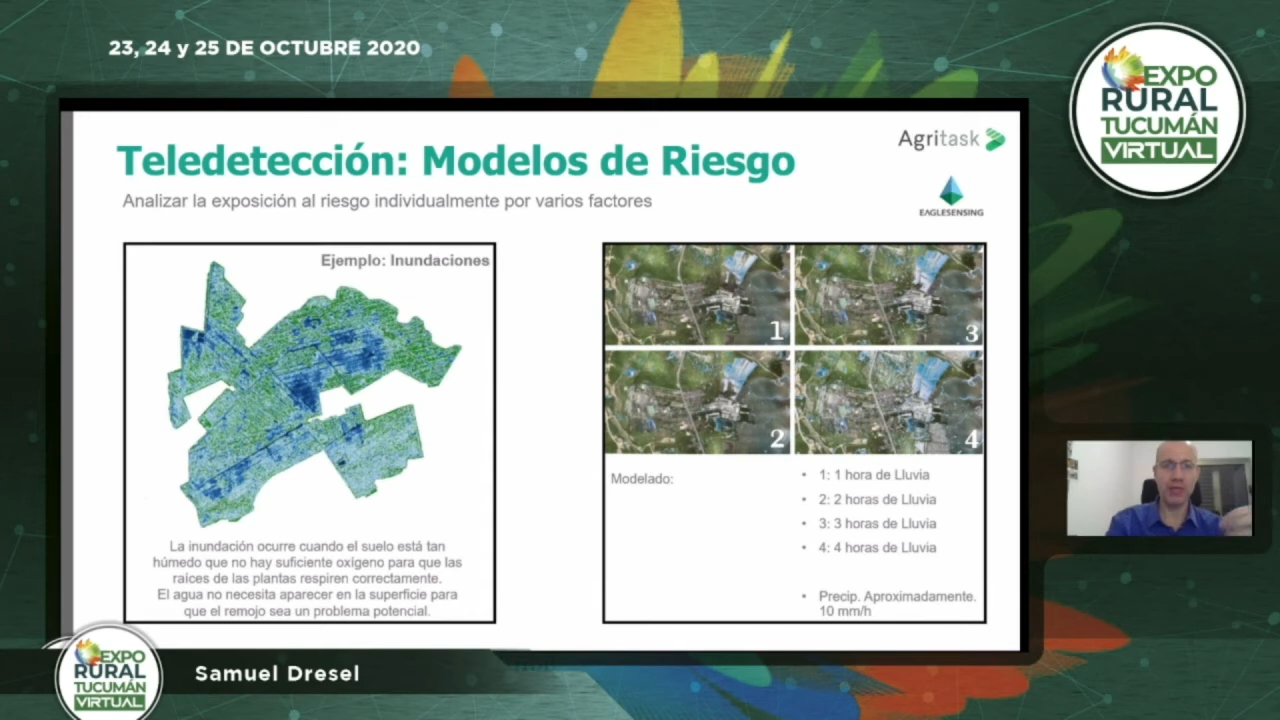 23, 24 y 25 DE OCTUBRE 2020
EXPO
RURAL
TUCUMÁN
VIRTUAL
Teledetección: Modelos de Riesgo
Analizar la exposición al riesgo individualmente por varios factores
Agritask
EAGLESENSING
Ejemplo: Inundaciones
La inundación ocurre cuando el suelo está tan
húmedo que no hay suficiente oxígeno para que las
raíces de las plantas respiren correctamente.
El agua no necesita aparecer en la superficie para
que el remojo sea un problema potencial.
1
3
2
4
Modelado:
• 1: 1 hora de Lluvia
• 2: 2 horas de Lluvia
• 3: 3 horas de Lluvia
• 4: 4 horas de Lluvia
• Precip. Aproximadamente.
10 mm/h
EXPO
RURAL
TUCUMÁN
VIRTUAL
Samuel Dresel